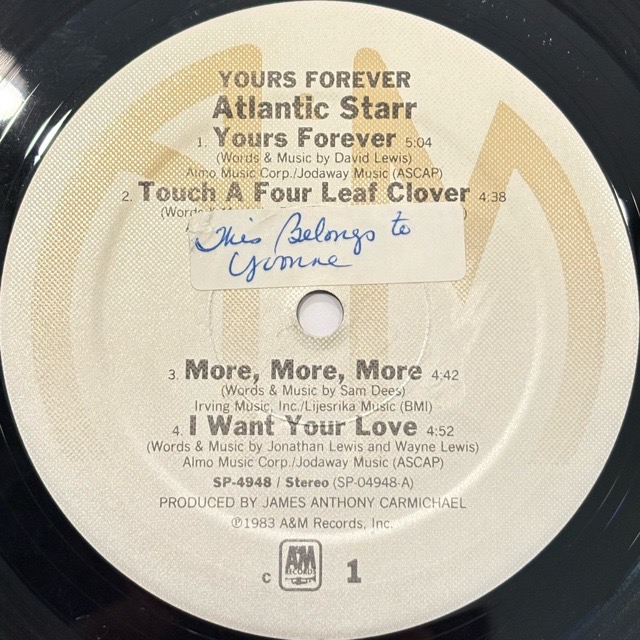 YOURS FOREVER
Atlantic Starr
1. Yours Forever 5:04
(Words & Music by David Lewis)
Almo Music Corp./Jodaway Music (ASCAP)
2. Touch A Four Leaf Clover 4:38
(Words
This Belongs to
Yvonne
3. More, More, More 4:42
(Words & Music by Sam Dees)
Irving Music, Inc./Lijesrika Music (BMI)
4. I Want Your Love 4:52
(Words & Music by Jonathan Lewis and Wayne Lewis)
Almo Music Corp./Jodaway Music (ASCAP)
SP-4948 / Stereo (SP-04948-A)
PRODUCED BY JAMES ANTHONY CARMICHAEL
℗1983 A&M Records, Inc.
C A&M RECORDS 1